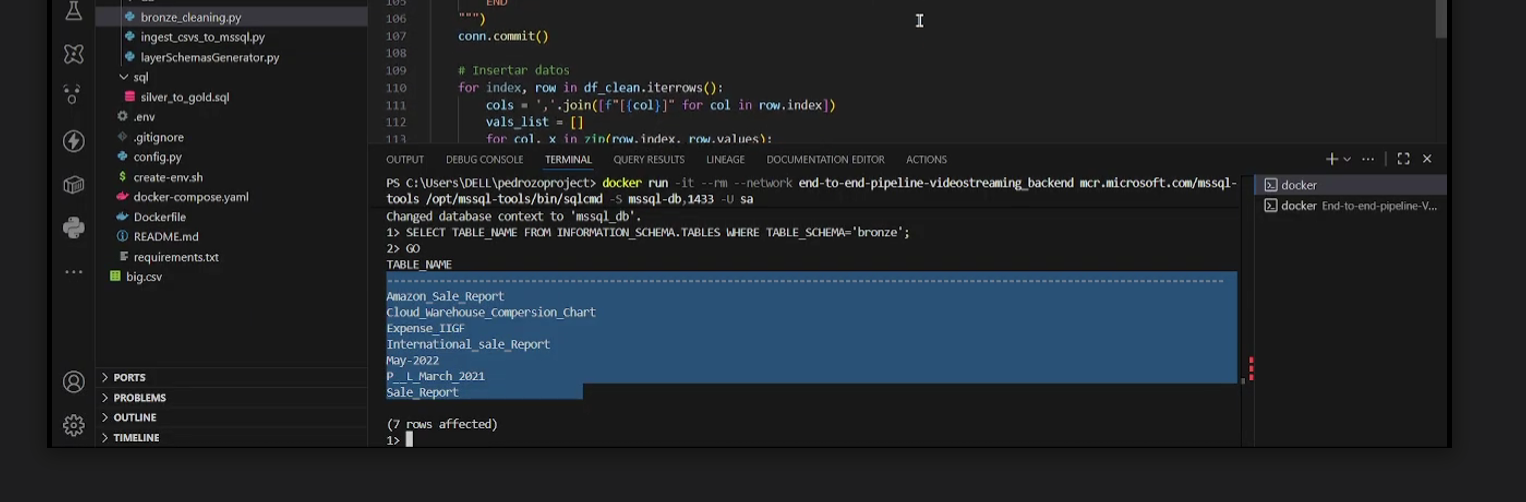 bronze_cleaning.py
ingest_csvs_to_mssql.py
layerSchemasGenerator.py
sql
silver_to_gold.sql
.env
.gitignore
config.py
$ create-env.sh
docker-compose.yaml
Dockerfile
README.md
requirements.txt
big.csv
PORTS
PROBLEMS
OUTLINE
TIMELINE
105 END
106 """)
107 conn.commit()
108
109 # Insertar datos
110 for index, row in df_clean.iterrows():
111 cols = ','.join([f"[{col}]" for col in row.index])
112 vals_list = []
113 for col, x in zip(row.index, row.values):
OUTPUT DEBUG CONSOLE TERMINAL QUERY RESULTS LINEAGE DOCUMENTATION EDITOR ACTIONS
PS C:\Users\DELL\pedrozoproject> docker run -it --rm --network end-to-end-pipeline-videostreaming_backend mcr.microsoft.com/mssql-
tools /opt/mssql-tools/bin/sqlcmd -S mssql-db,1433 -U sa
Changed database context to 'mssql_db'.
1> SELECT TABLE_NAME FROM INFORMATION_SCHEMA.TABLES WHERE TABLE_SCHEMA='bronze';
2> GO
TABLE_NAME
--------------------------------------------------------------------------------------------------------------------------------
Amazon_Sale_Report
Cloud_Warehouse_Compersion_Chart
Expense_IIGF
International_sale_Report
May-2022
P__L_March_2021
Sale_Report
(7 rows affected)
1>
docker
docker End-to-end-pipeline-V...